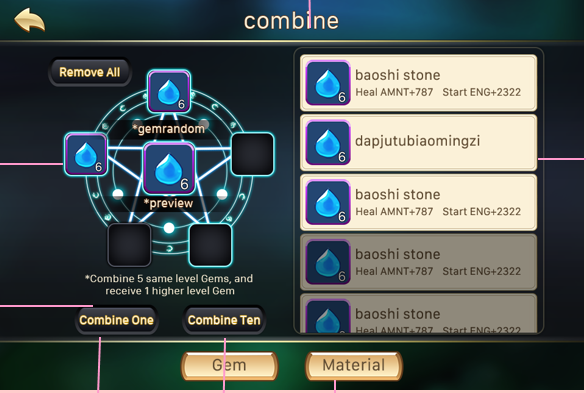 combine
Remove All
6
*gemrandom
6
6
*preview
*Combine 5 same level Gems, and
receive 1 higher level Gem
Combine One
Combine Ten
6
baoshi stone
Heal AMNT+787 Start ENG+2322
6
dapjutubiaomingzi
6
baoshi stone
Heal AMNT+787 Start ENG+2322
6
baoshi stone
Heal AMNT+787 Start ENG+2322
6
baoshi stone
Heal AMNT+787 Start ENG+2322
6
Gem
Material